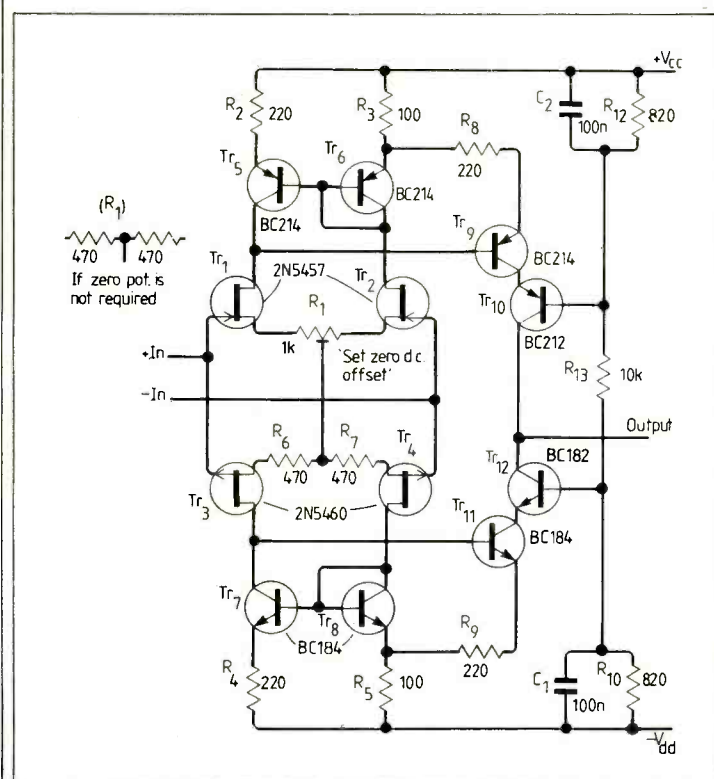 +Vcc
R2
220
R3
100
C2
100n
R12
820
R8
220
Tr5
Tr6
BC214
BC214
(R1)
470
470
If zero pot. is
not required
Tr9
BC214
Tr1
2N5457
Tr2
R1
1k
'Set zero d.c.
offset'
Tr10
BC212
+In
-In
R13
10k
Output
R6
470
R7
470
Tr4
Tr12
BC182
Tr3
2N5460
Tr11
BC184
Tr7
Tr8
BC184
R9
220
R4
220
R5
100
C1
100n
R10
820
-Vdd